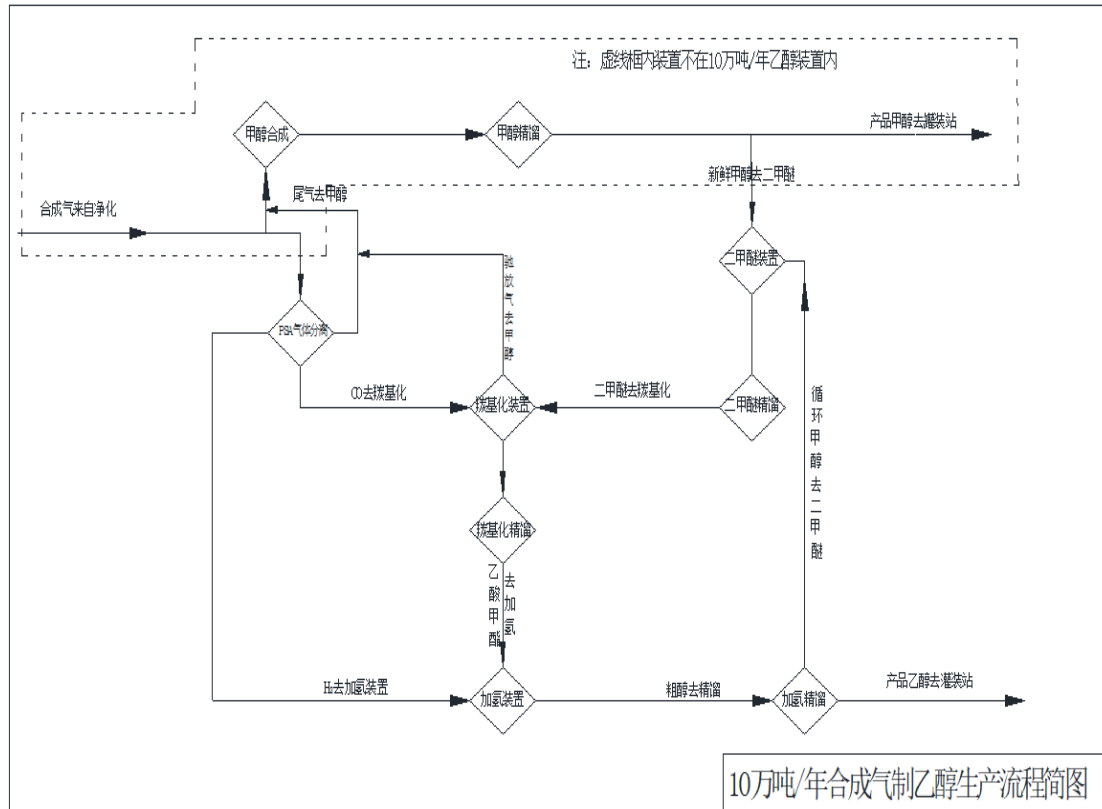 注：虚线框内装置不在10万吨/年乙醇装置内
甲醇合成
甲醇精馏
产品甲醇去灌装站
新鲜甲醇去二甲醚
尾气去甲醇
合成气来自净化
二甲醚装置
弛放气去甲醇
PSA气体分离
CO去羰基化
羰基化装置
二甲醚去羰基化
二甲醚精馏
循环甲醇去二甲醚
羰基化精馏
乙酸甲酯
去加氢
H₂去加氢装置
加氢装置
粗醇去精馏
加氢精馏
产品乙醇去灌装站
10万吨/年合成气制乙醇生产流程简图